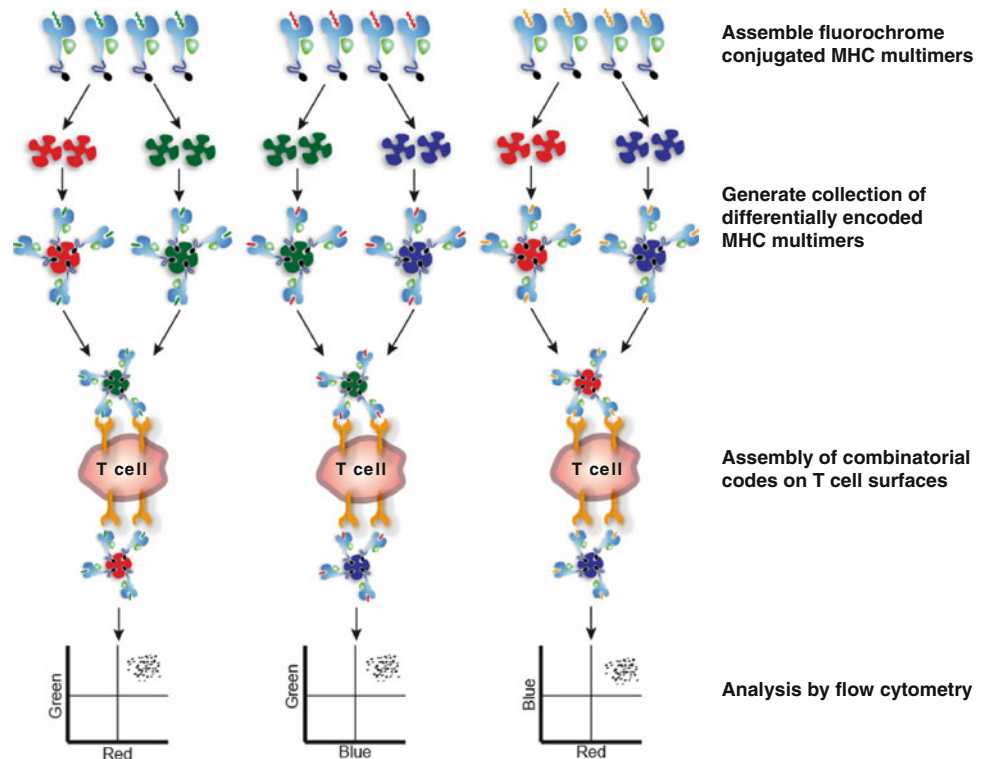 Assemble fluorochrome
conjugated MHC multimers
Generate collection of
differentially encoded
MHC multimers
T cell
T cell
T cell
Assembly of combinatorial
codes on T cell surfaces
Green
Red
Green
Blue
Blue
Red
Analysis by flow cytometry